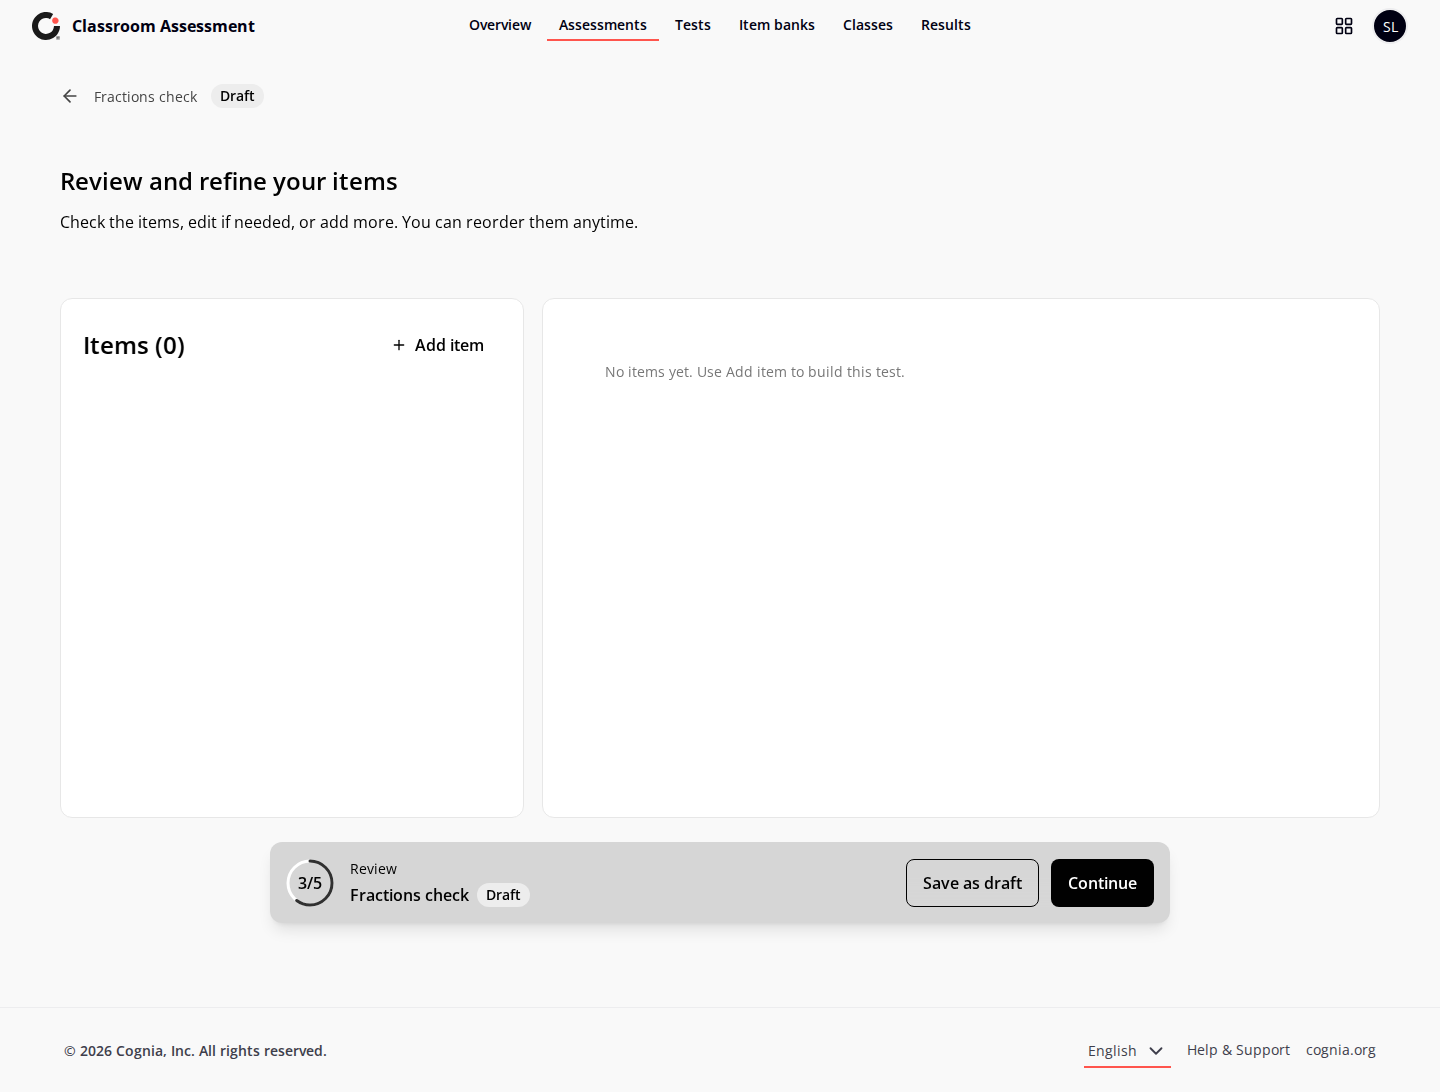 Classroom Assessment
Overview
Assessments
Tests
Item banks
Classes
Results
SL
Fractions check
Draft
Review and refine your items
Check the items, edit if needed, or add more. You can reorder them anytime.
Items (0)
Add item
No items yet. Use Add item to build this test.
3/5
Review
Fractions check
Draft
Save as draft
Continue
© 2026 Cognia, Inc. All rights reserved.
English
Help & Support
cognia.org